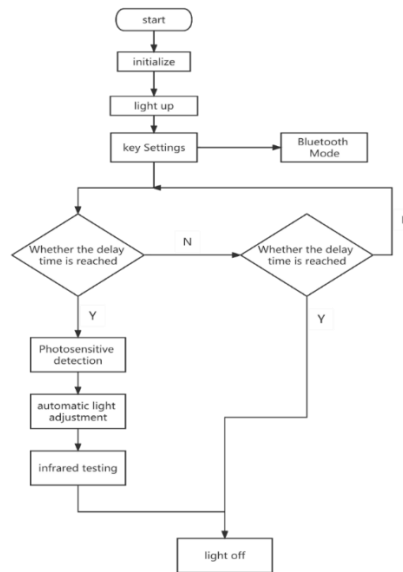 start
initialize
light up
key Settings
Bluetooth
Mode
Whether the delay
time is reached
N
Whether the delay
time is reached
Y
Y
Photosensitive
detection
automatic light
adjustment
infrared testing
light off